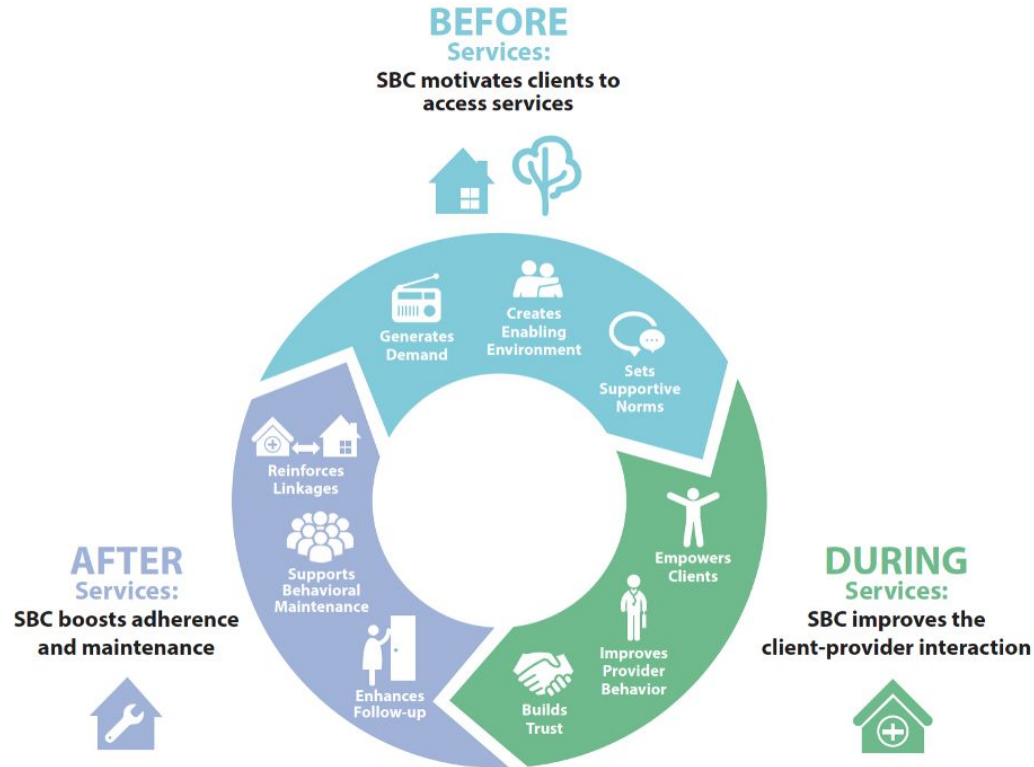 BEFORE
Services:
SBC motivates clients to
access services
Generates
Demand
Creates
Enabling
Environment
Sets
Supportive
Norms
Empowers
Clients
Improves
Provider
Behavior
Builds
Trust
DURING
Services:
SBC improves the
client-provider interaction
Enhances
Follow-up
Supports
Behavioral
Maintenance
Reinforces
Linkages
AFTER
Services:
SBC boosts adherence
and maintenance